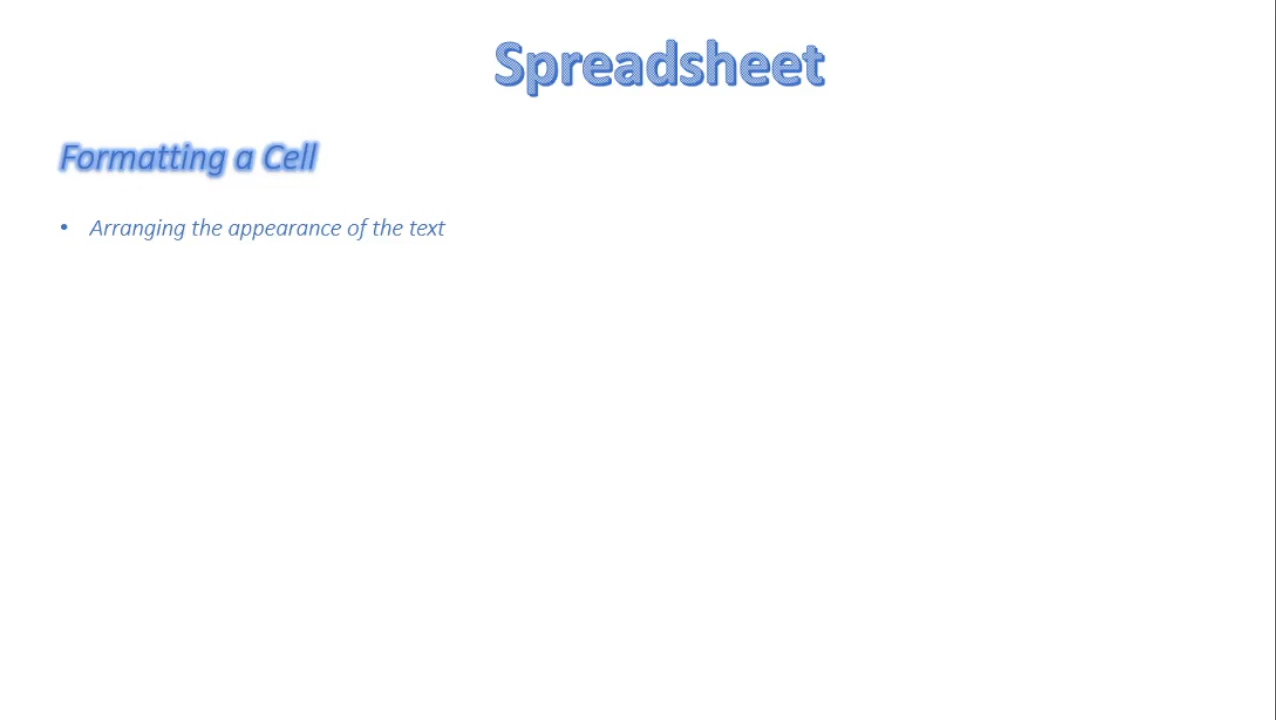 Spreadsheet
Formatting a Cell
• Arranging the appearance of the text